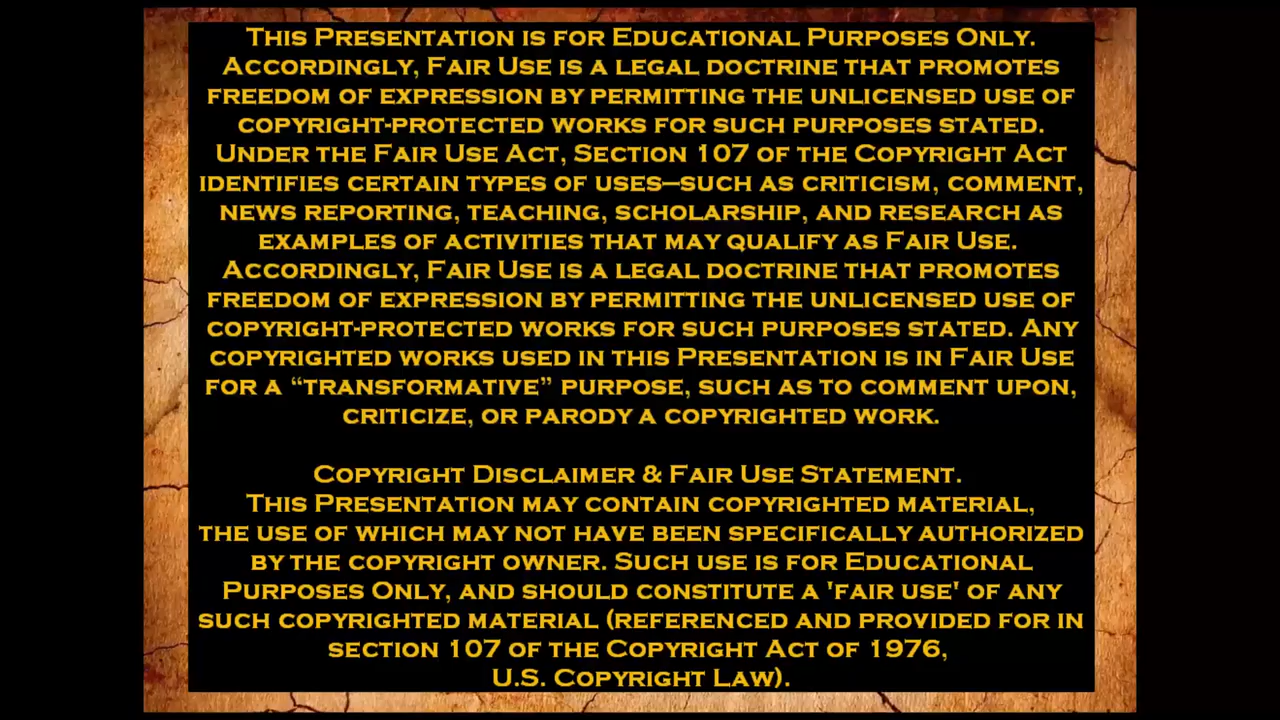 This Presentation is for Educational Purposes Only.
Accordingly, Fair Use is a legal doctrine that promotes
freedom of expression by permitting the unlicensed use of
copyright-protected works for such purposes stated.
Under the Fair Use Act, Section 107 of the Copyright Act
identifies certain types of uses—such as criticism, comment,
news reporting, teaching, scholarship, and research as
examples of activities that may qualify as Fair Use.
Accordingly, Fair Use is a legal doctrine that promotes
freedom of expression by permitting the unlicensed use of
copyright-protected works for such purposes stated. Any
copyrighted works used in this Presentation is in Fair Use
for a “transformative” purpose, such as to comment upon,
criticize, or parody a copyrighted work.
Copyright Disclaimer & Fair Use Statement.
This Presentation may contain copyrighted material,
the use of which may not have been specifically authorized
by the copyright owner. Such use is for Educational
Purposes Only, and should constitute a 'fair use' of any
such copyrighted material (referenced and provided for in
section 107 of the Copyright Act of 1976,
U.S. Copyright Law).